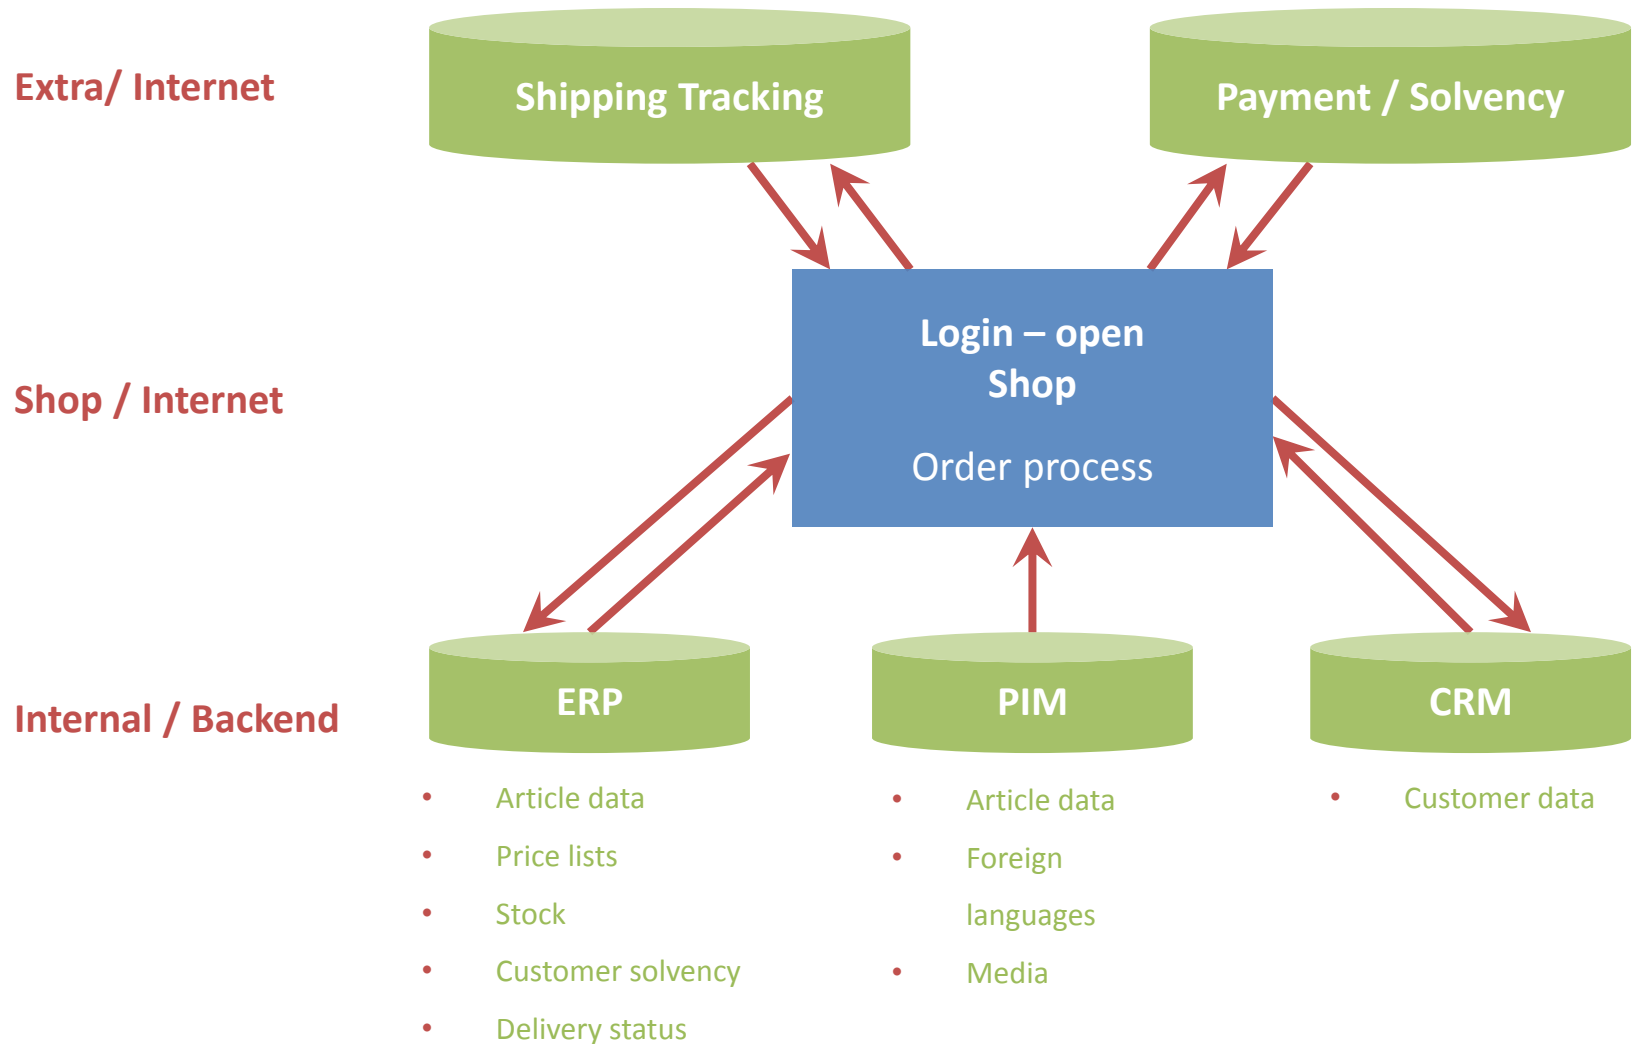 Extra/ Internet
Shipping Tracking
Payment / Solvency
Shop / Internet
Login – open
Shop
Order process
Internal / Backend
ERP
PIM
CRM
• Article data
• Price lists
• Stock
• Customer solvency
• Delivery status
• Article data
• Foreign
languages
• Media
• Customer data